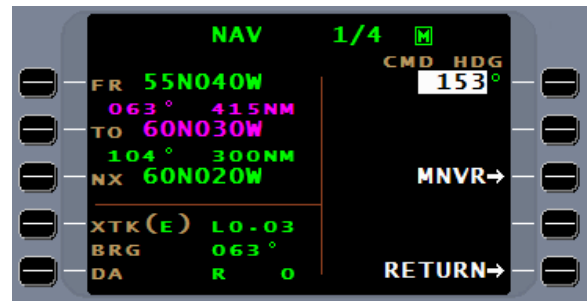 NAV 1/4 M
CMD HDG
FR 55N040W 153°
063° 415NM
TO 60N030W
104° 300NM
NX 60N020W MNVR→
XTK(E) L0.03
BRG 063°
DA R 0 RETURN→